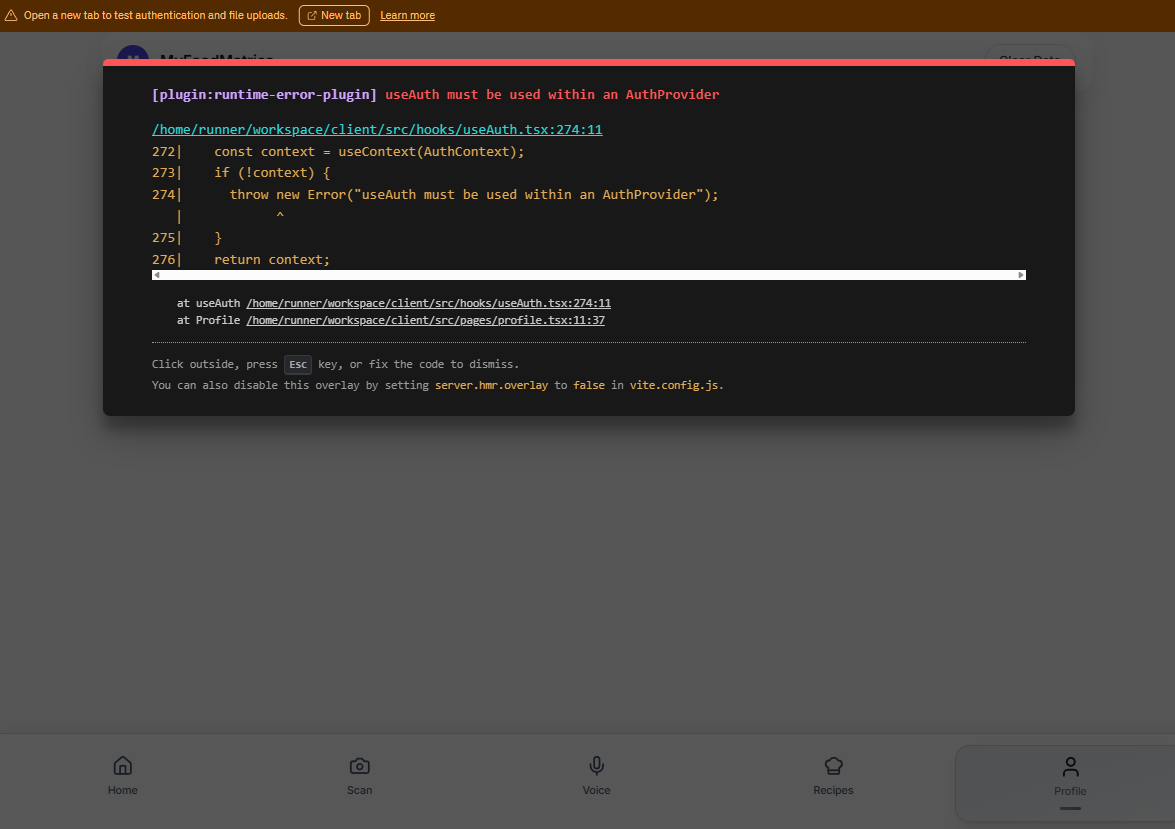 Open a new tab to test authentication and file uploads. New tab Learn more
MyFoodMetrics Clear Data
[plugin:runtime-error-plugin] useAuth must be used within an AuthProvider
/home/runner/workspace/client/src/hooks/useAuth.tsx:274:11
272|    const context = useContext(AuthContext);
273|    if (!context) {
274|      throw new Error("useAuth must be used within an AuthProvider");
   |            ^
275|    }
276|    return context;
at useAuth /home/runner/workspace/client/src/hooks/useAuth.tsx:274:11
at Profile /home/runner/workspace/client/src/pages/profile.tsx:11:37
Click outside, press Esc key, or fix the code to dismiss.
You can also disable this overlay by setting server.hmr.overlay to false in vite.config.js.
Home Scan Voice Recipes Profile